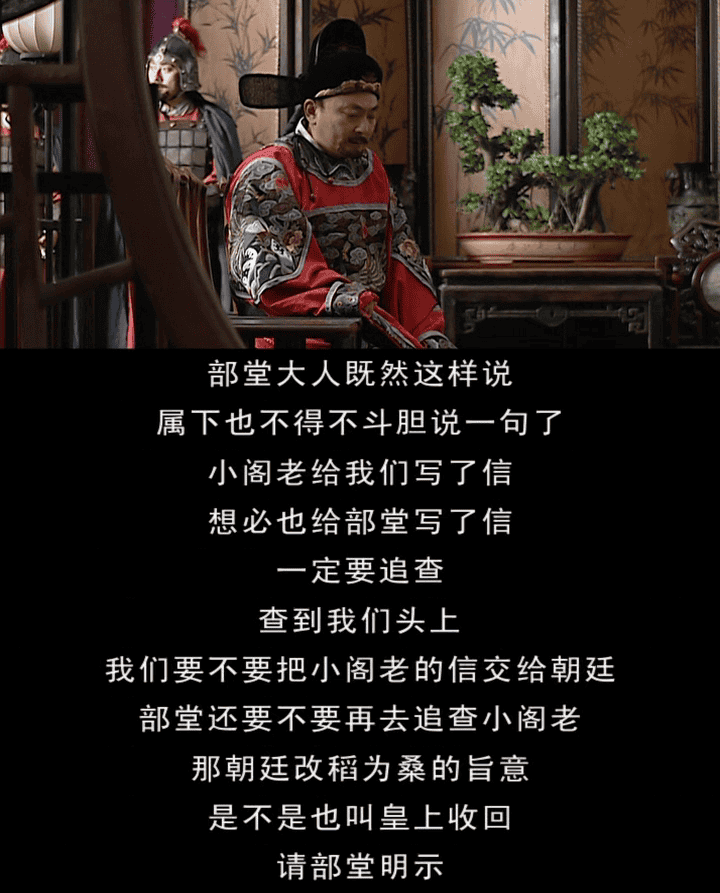 部堂大人既然这样说
属下也不得不斗胆说一句了
小阁老给我们写了信
想必也给部堂写了信
一定要追查
查到我们头上
我们要不要把小阁老的信交给朝廷
部堂还要不要再去追查小阁老
那朝廷改稻为桑的旨意
是不是也叫皇上收回
请部堂明示